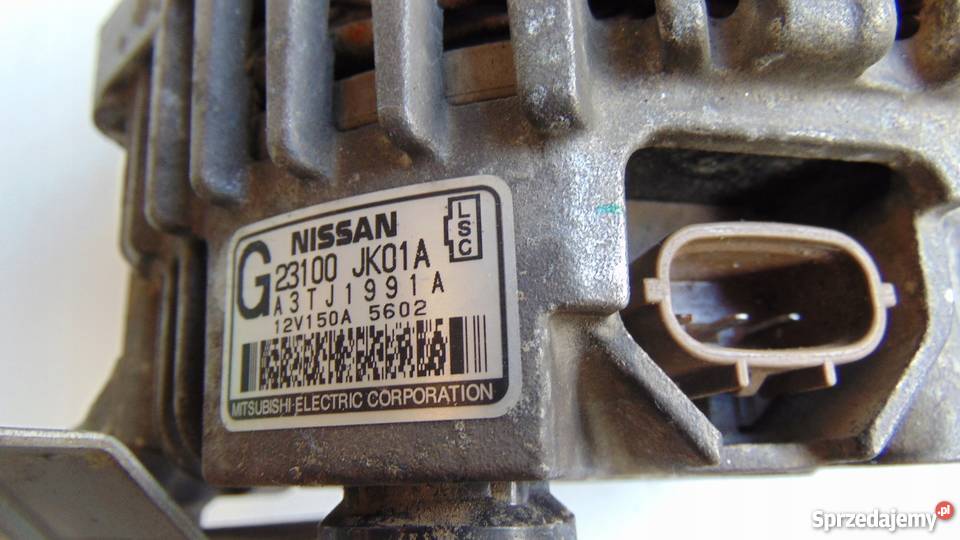 G
NISSAN
LSC
23100 JK01A
A3TJ1991A
12V150A 5602
MITSUBISHI ELECTRIC CORPORATION
Sprzedajemy.pl